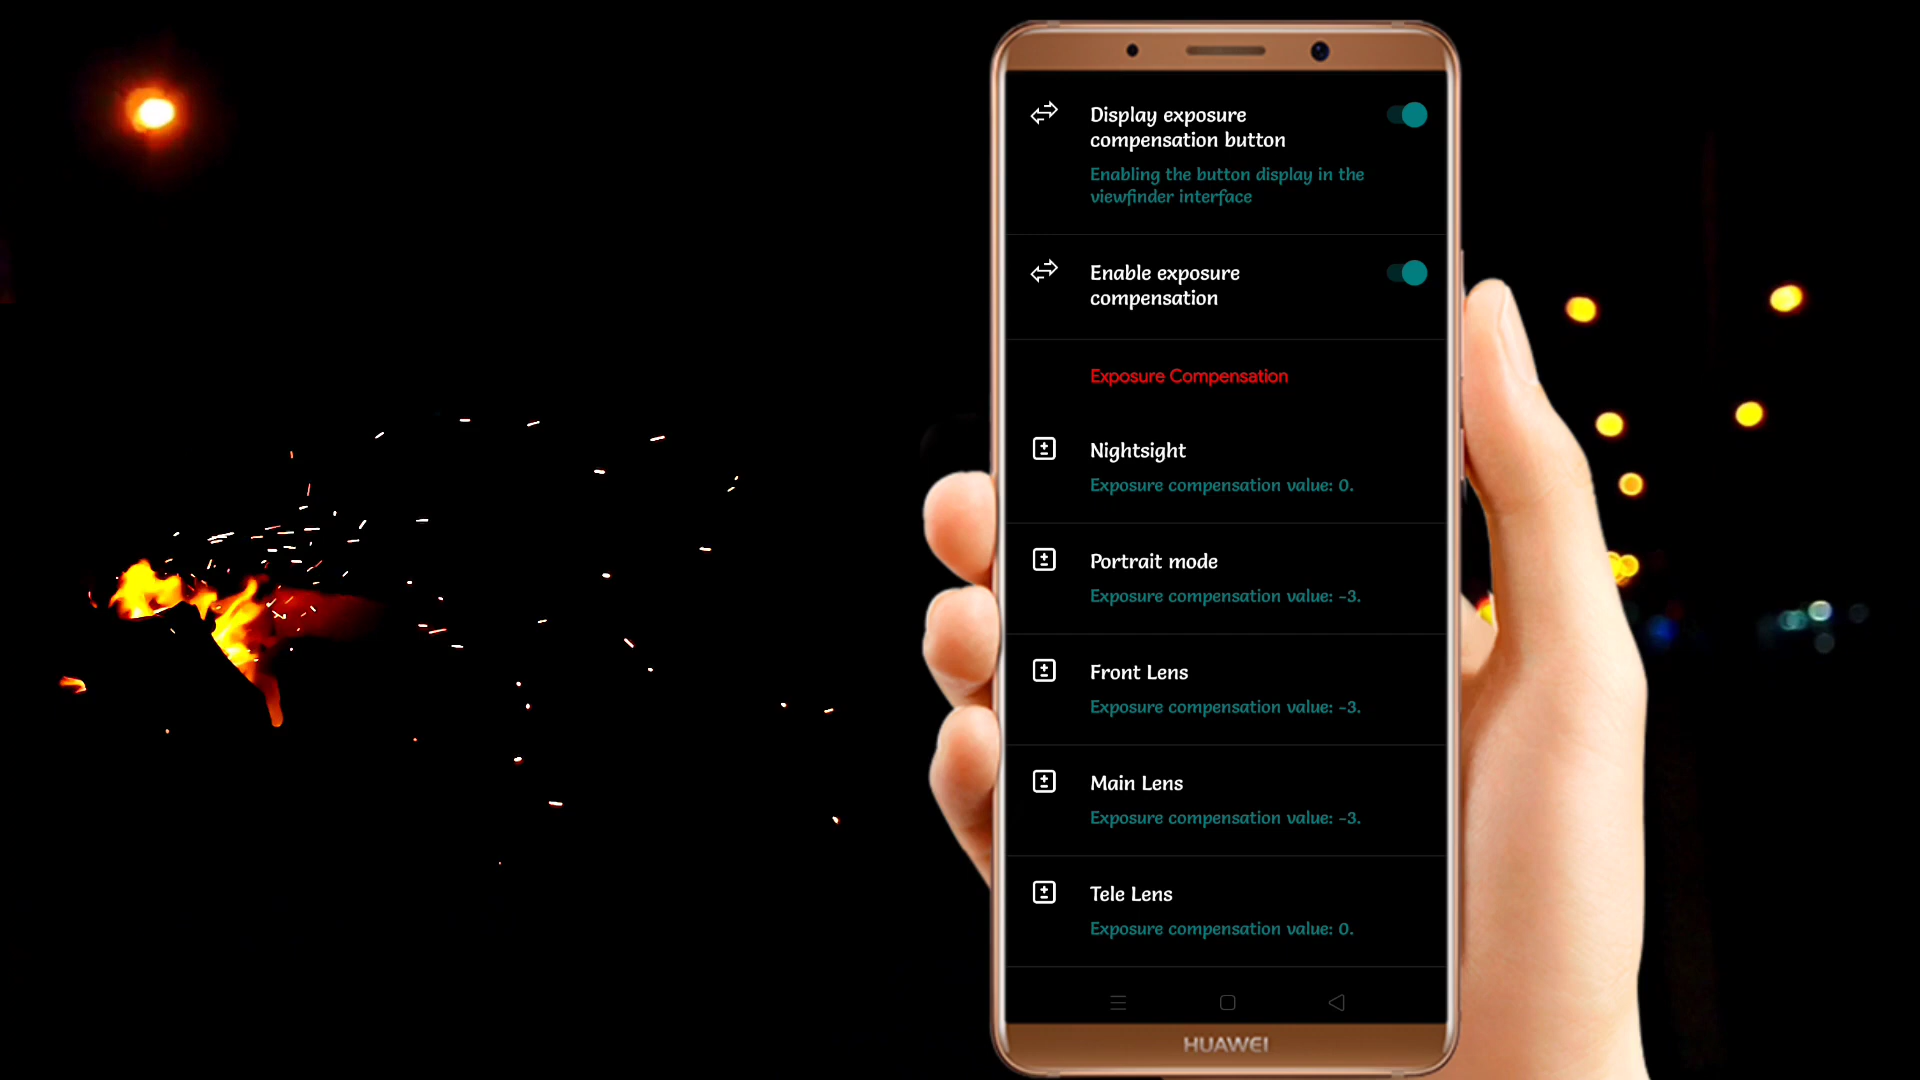 Display exposure
compensation button
Enabling the button display in the
viewfinder interface
Enable exposure
compensation
Exposure Compensation
Nightsight
Exposure compensation value: 0.
Portrait mode
Exposure compensation value: -3.
Front Lens
Exposure compensation value: -3.
Main Lens
Exposure compensation value: -3.
Tele Lens
Exposure compensation value: 0.
HUAWEI